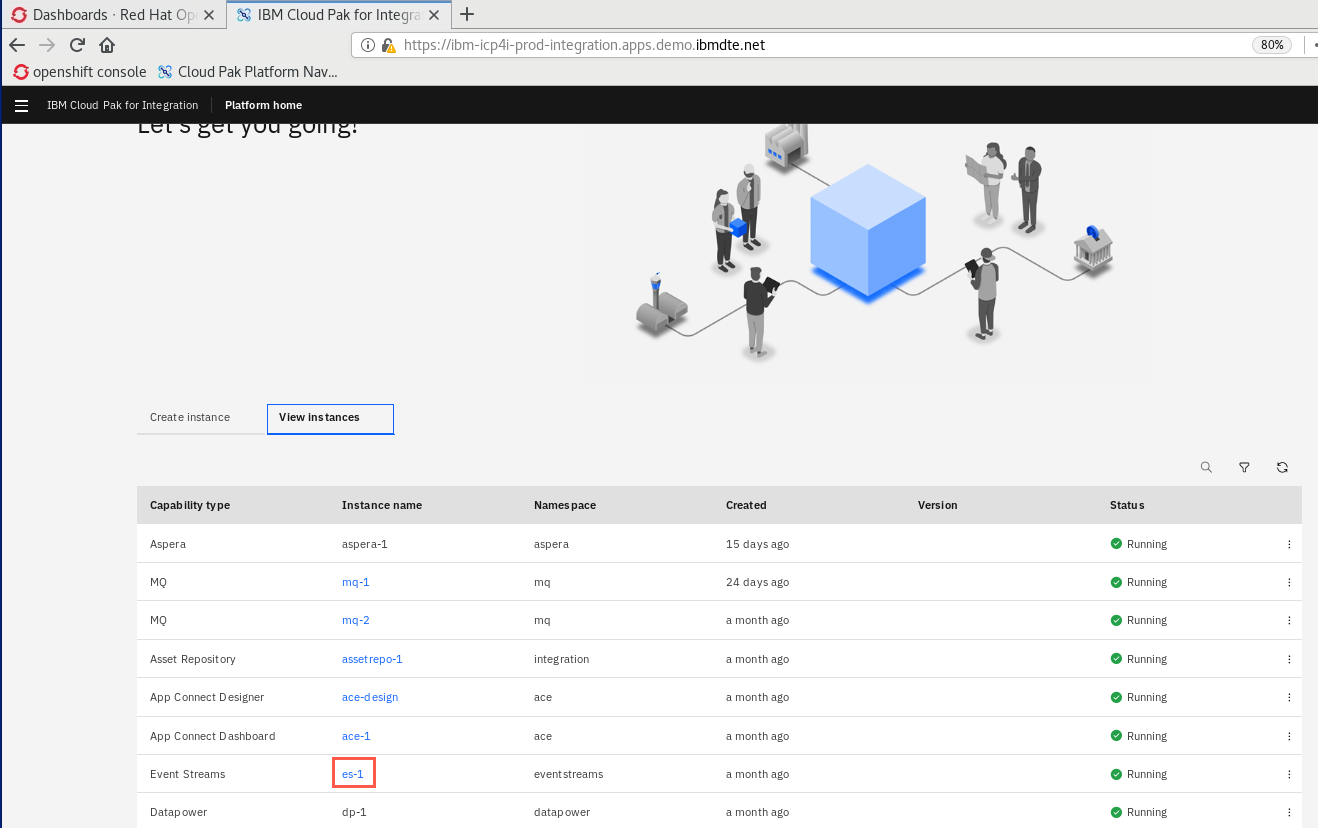 Dashboards · Red Hat Op
IBM Cloud Pak for Integra
https://ibm-icp4i-prod-integration.apps.demo.ibmdte.net
80%
openshift console
Cloud Pak Platform Nav...
IBM Cloud Pak for Integration
Platform home
Let's get you going!
Create instance
View instances
Capability type Instance name Namespace Created Version Status
Aspera aspera-1 aspera 15 days ago Running
MQ mq-1 mq 24 days ago Running
MQ mq-2 mq a month ago Running
Asset Repository assetrepo-1 integration a month ago Running
App Connect Designer ace-design ace a month ago Running
App Connect Dashboard ace-1 ace a month ago Running
Event Streams es-1 eventstreams a month ago Running
Datapower dp-1 datapower a month ago Running